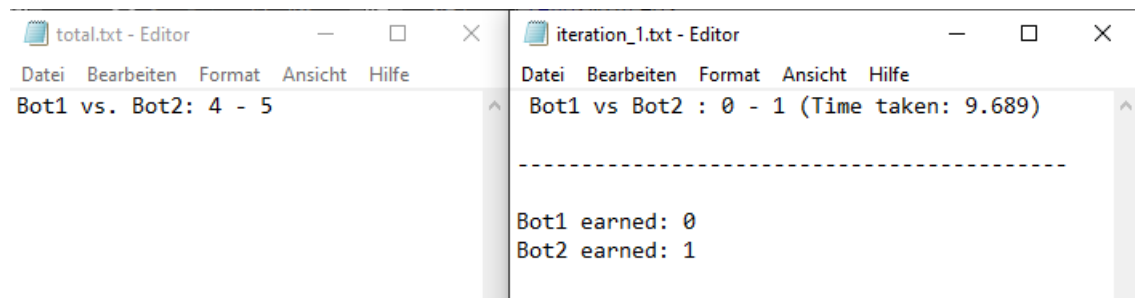 total.txt - Editor
Datei Bearbeiten Format Ansicht Hilfe
Bot1 vs. Bot2: 4 - 5
iteration_1.txt - Editor
Datei Bearbeiten Format Ansicht Hilfe
Bot1 vs Bot2 : 0 - 1 (Time taken: 9.689)
-------------------------------------------
Bot1 earned: 0
Bot2 earned: 1